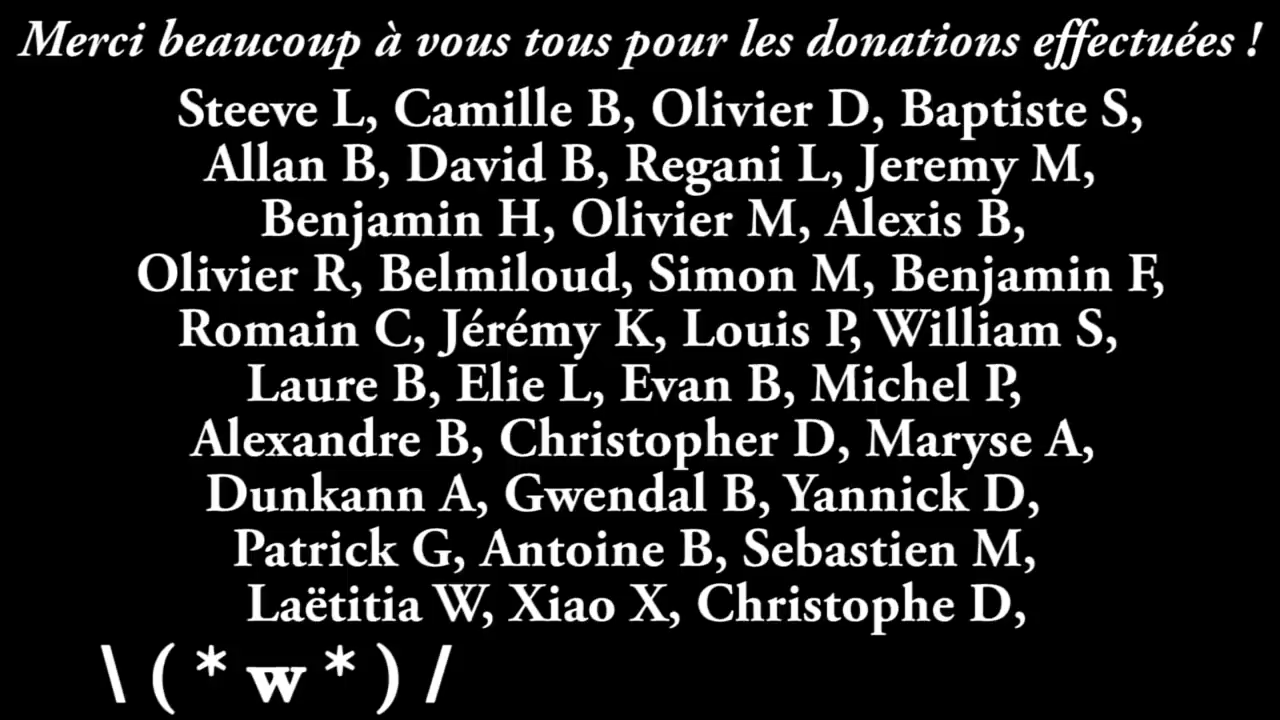 Merci beaucoup à vous tous pour les donations effectuées !
Steeve L, Camille B, Olivier D, Baptiste S,
Allan B, David B, Regani L, Jeremy M,
Benjamin H, Olivier M, Alexis B,
Olivier R, Belmiloud, Simon M, Benjamin F,
Romain C, Jérémy K, Louis P, William S,
Laure B, Elie L, Evan B, Michel P,
Alexandre B, Christopher D, Maryse A,
Dunkann A, Gwendal B, Yannick D,
Patrick G, Antoine B, Sebastien M,
Laëtitia W, Xiao X, Christophe D,
\ ( * w * ) /